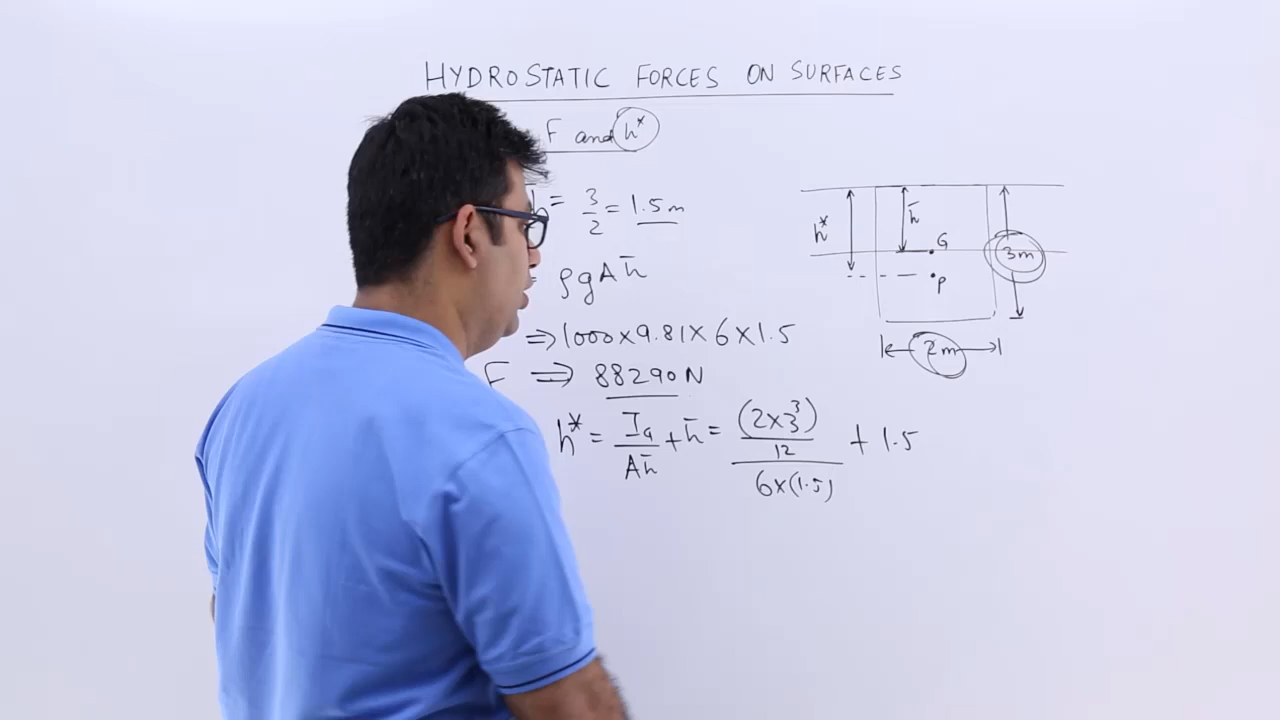 HYDROSTATIC FORCES ON SURFACES
F and h*
h̄ = 3/2 = 1.5 m
= ρgAh̄
⇒ 1000 × 9.81 × 6 × 1.5
F ⇒ 88290 N
h* = I_G/Ah̄ + h̄ = ((2×3³)/12)/(6×(1.5)) + 1.5
h*
h̄
G
P
3m
2m